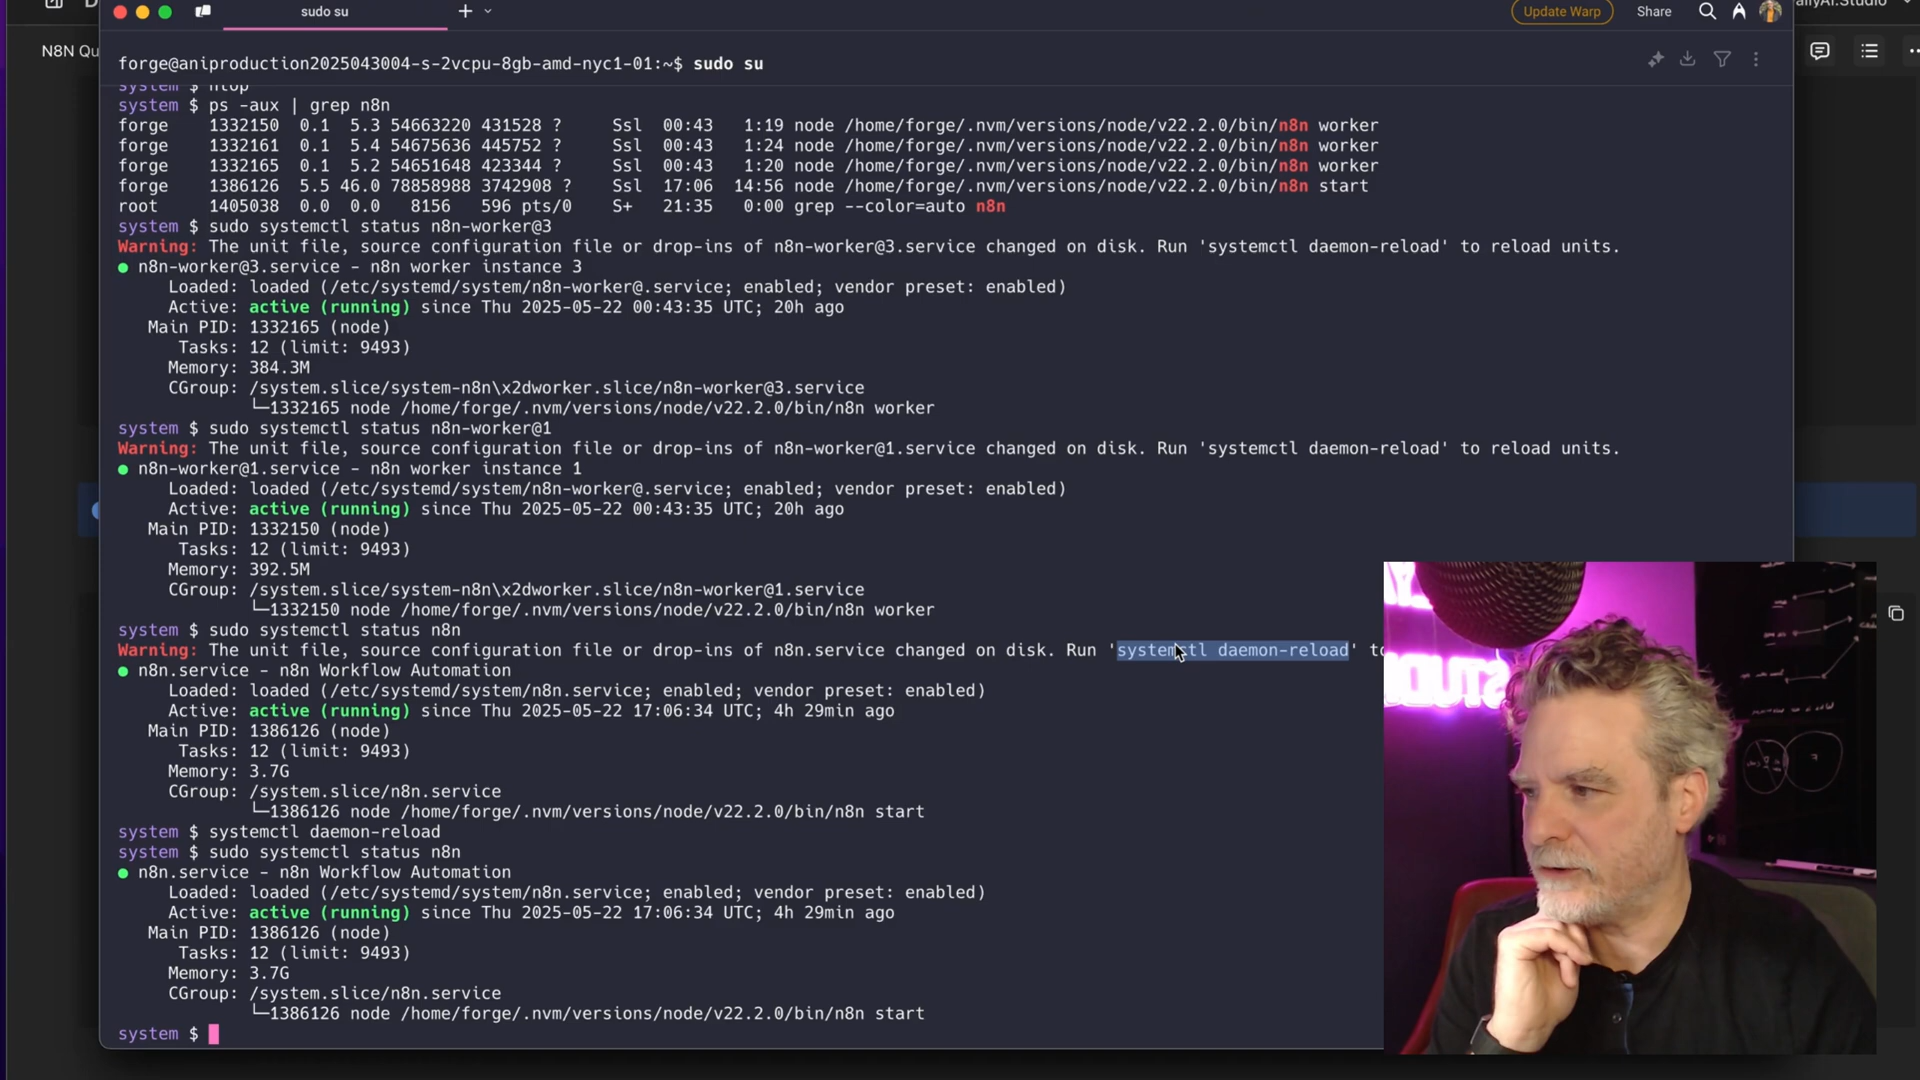 sudo su
Update Warp
Share
N8N Qu
forge@aniproduction2025043004-s-2vcpu-8gb-amd-nyc1-01:~$ sudo su
system $ htop
system $ ps -aux | grep n8n
forge 1332150 0.1 5.3 54663220 431528 ? Ssl 00:43 1:19 node /home/forge/.nvm/versions/node/v22.2.0/bin/n8n worker
forge 1332161 0.1 5.4 54675636 445752 ? Ssl 00:43 1:24 node /home/forge/.nvm/versions/node/v22.2.0/bin/n8n worker
forge 1332165 0.1 5.2 54651648 423344 ? Ssl 00:43 1:20 node /home/forge/.nvm/versions/node/v22.2.0/bin/n8n worker
forge 1386126 5.5 46.0 78858988 3742908 ? Ssl 17:06 14:56 node /home/forge/.nvm/versions/node/v22.2.0/bin/n8n start
root 1405038 0.0 0.0 8156 596 pts/0 S+ 21:35 0:00 grep --color=auto n8n
system $ sudo systemctl status n8n-worker@3
Warning: The unit file, source configuration file or drop-ins of n8n-worker@3.service changed on disk. Run 'systemctl daemon-reload' to reload units.
● n8n-worker@3.service - n8n worker instance 3
Loaded: loaded (/etc/systemd/system/n8n-worker@.service; enabled; vendor preset: enabled)
Active: active (running) since Thu 2025-05-22 00:43:35 UTC; 20h ago
Main PID: 1332165 (node)
Tasks: 12 (limit: 9493)
Memory: 384.3M
CGroup: /system.slice/system-n8n\x2dworker.slice/n8n-worker@3.service
└─1332165 node /home/forge/.nvm/versions/node/v22.2.0/bin/n8n worker
system $ sudo systemctl status n8n-worker@1
Warning: The unit file, source configuration file or drop-ins of n8n-worker@1.service changed on disk. Run 'systemctl daemon-reload' to reload units.
● n8n-worker@1.service - n8n worker instance 1
Loaded: loaded (/etc/systemd/system/n8n-worker@.service; enabled; vendor preset: enabled)
Active: active (running) since Thu 2025-05-22 00:43:35 UTC; 20h ago
Main PID: 1332150 (node)
Tasks: 12 (limit: 9493)
Memory: 392.5M
CGroup: /system.slice/system-n8n\x2dworker.slice/n8n-worker@1.service
└─1332150 node /home/forge/.nvm/versions/node/v22.2.0/bin/n8n worker
system $ sudo systemctl status n8n
Warning: The unit file, source configuration file or drop-ins of n8n.service changed on disk. Run 'systemctl daemon-reload' to
● n8n.service - n8n Workflow Automation
Loaded: loaded (/etc/systemd/system/n8n.service; enabled; vendor preset: enabled)
Active: active (running) since Thu 2025-05-22 17:06:34 UTC; 4h 29min ago
Main PID: 1386126 (node)
Tasks: 12 (limit: 9493)
Memory: 3.7G
CGroup: /system.slice/n8n.service
└─1386126 node /home/forge/.nvm/versions/node/v22.2.0/bin/n8n start
system $ systemctl daemon-reload
system $ sudo systemctl status n8n
● n8n.service - n8n Workflow Automation
Loaded: loaded (/etc/systemd/system/n8n.service; enabled; vendor preset: enabled)
Active: active (running) since Thu 2025-05-22 17:06:34 UTC; 4h 29min ago
Main PID: 1386126 (node)
Tasks: 12 (limit: 9493)
Memory: 3.7G
CGroup: /system.slice/n8n.service
└─1386126 node /home/forge/.nvm/versions/node/v22.2.0/bin/n8n start
system $